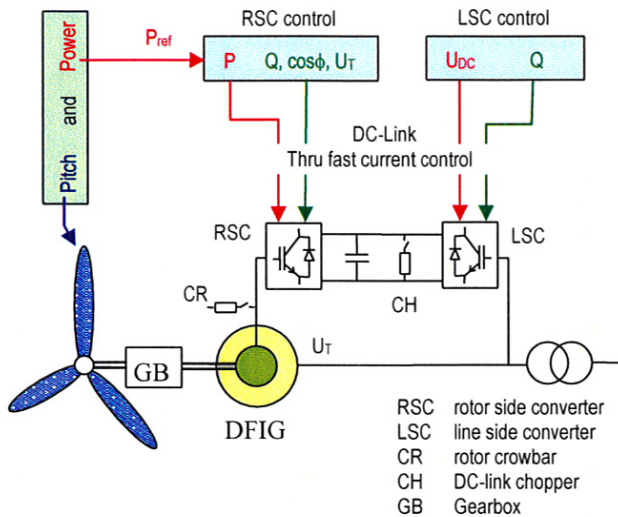 RSC control
LSC control
Pitch and Power
Pref
P Q, cosϕ, UT
UDC Q
DC-Link
Thru fast current control
RSC
LSC
CR
CH
GB
UT
DFIG
RSC rotor side converter
LSC line side converter
CR rotor crowbar
CH DC-link chopper
GB Gearbox